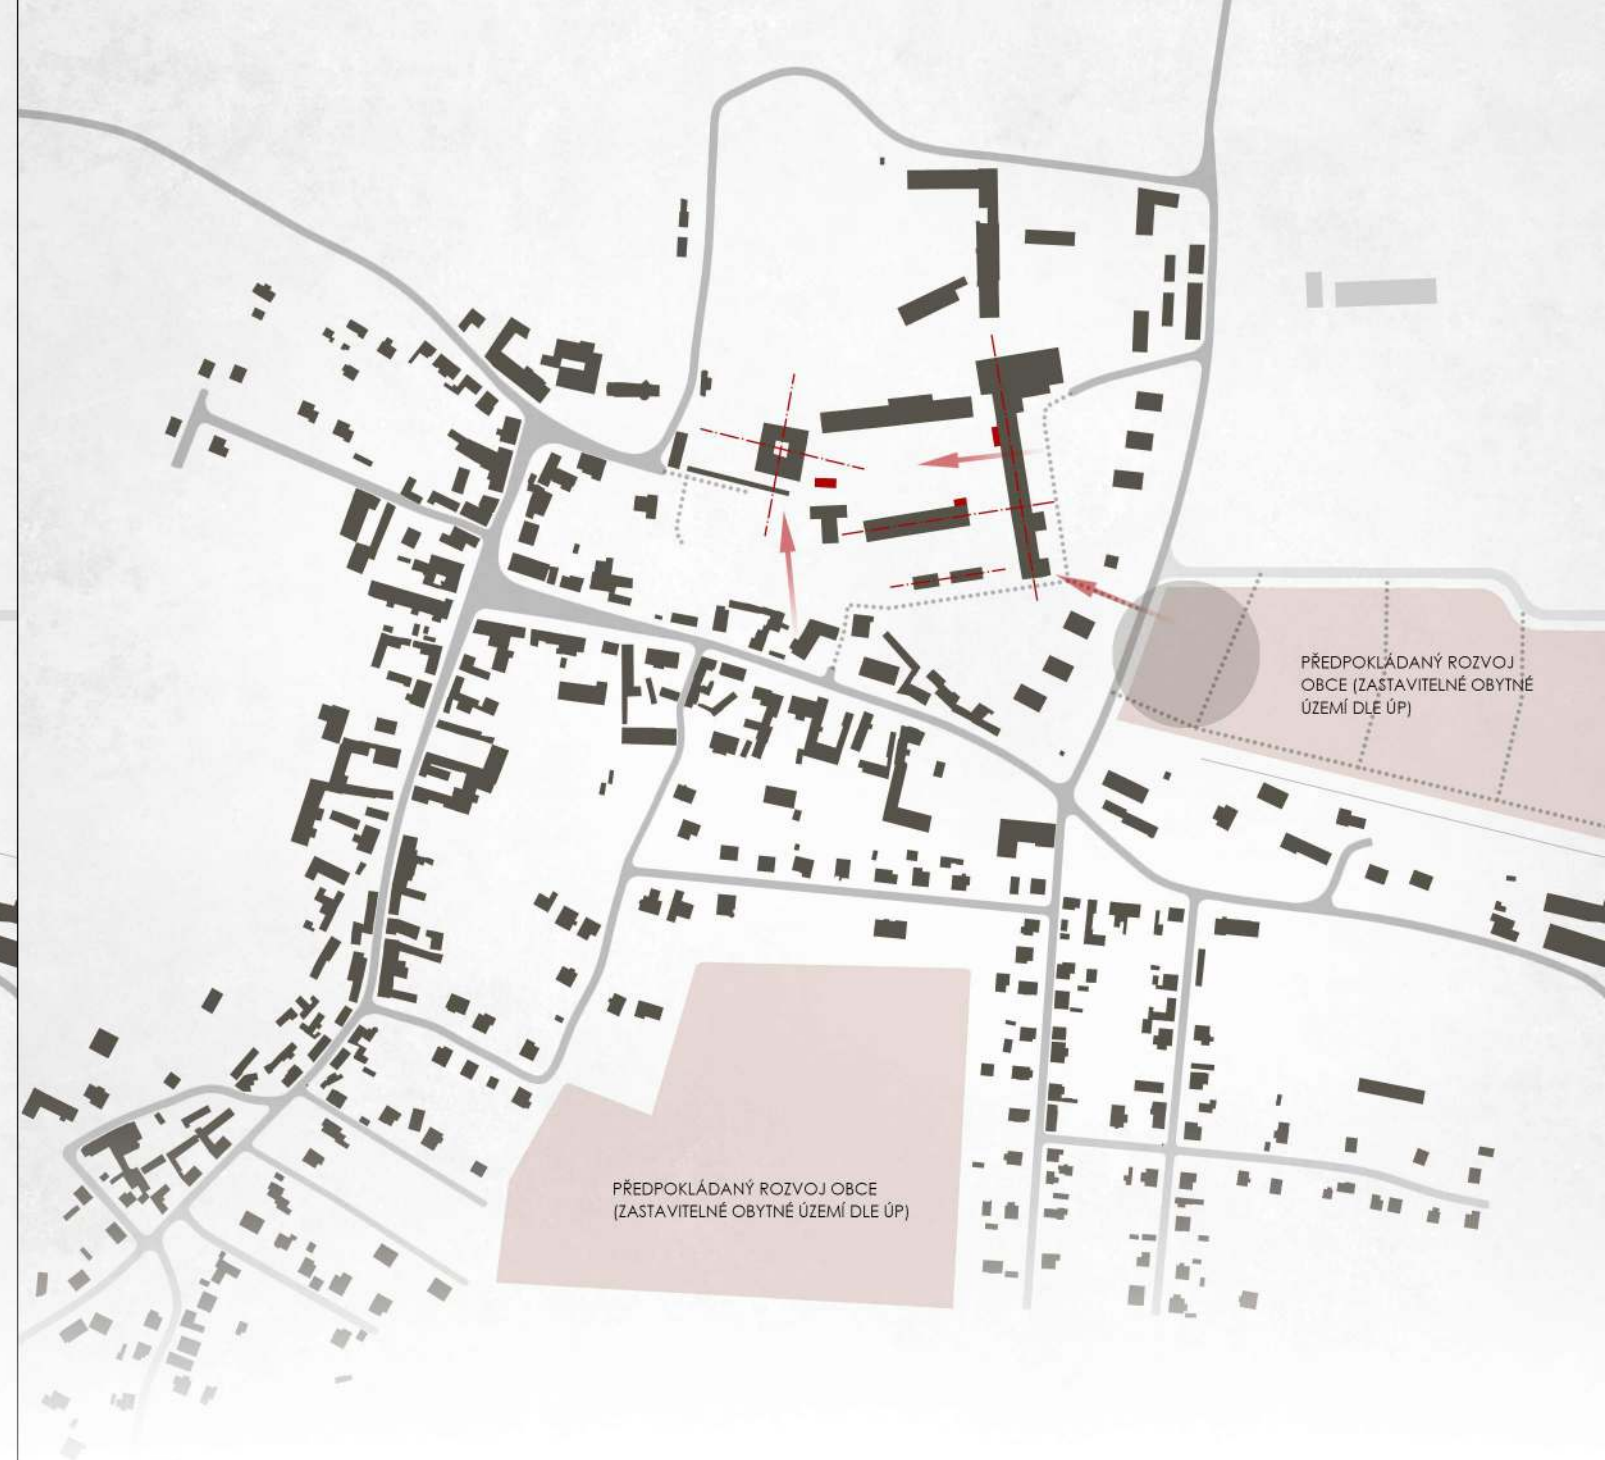 PŘEDPOKLÁDANÝ ROZVOJ
OBCE (ZASTAVITELNÉ OBYTNÉ
ÚZEMÍ DLE ÚP)
PŘEDPOKLÁDANÝ ROZVOJ OBCE
(ZASTAVITELNÉ OBYTNÉ ÚZEMÍ DLE ÚP)